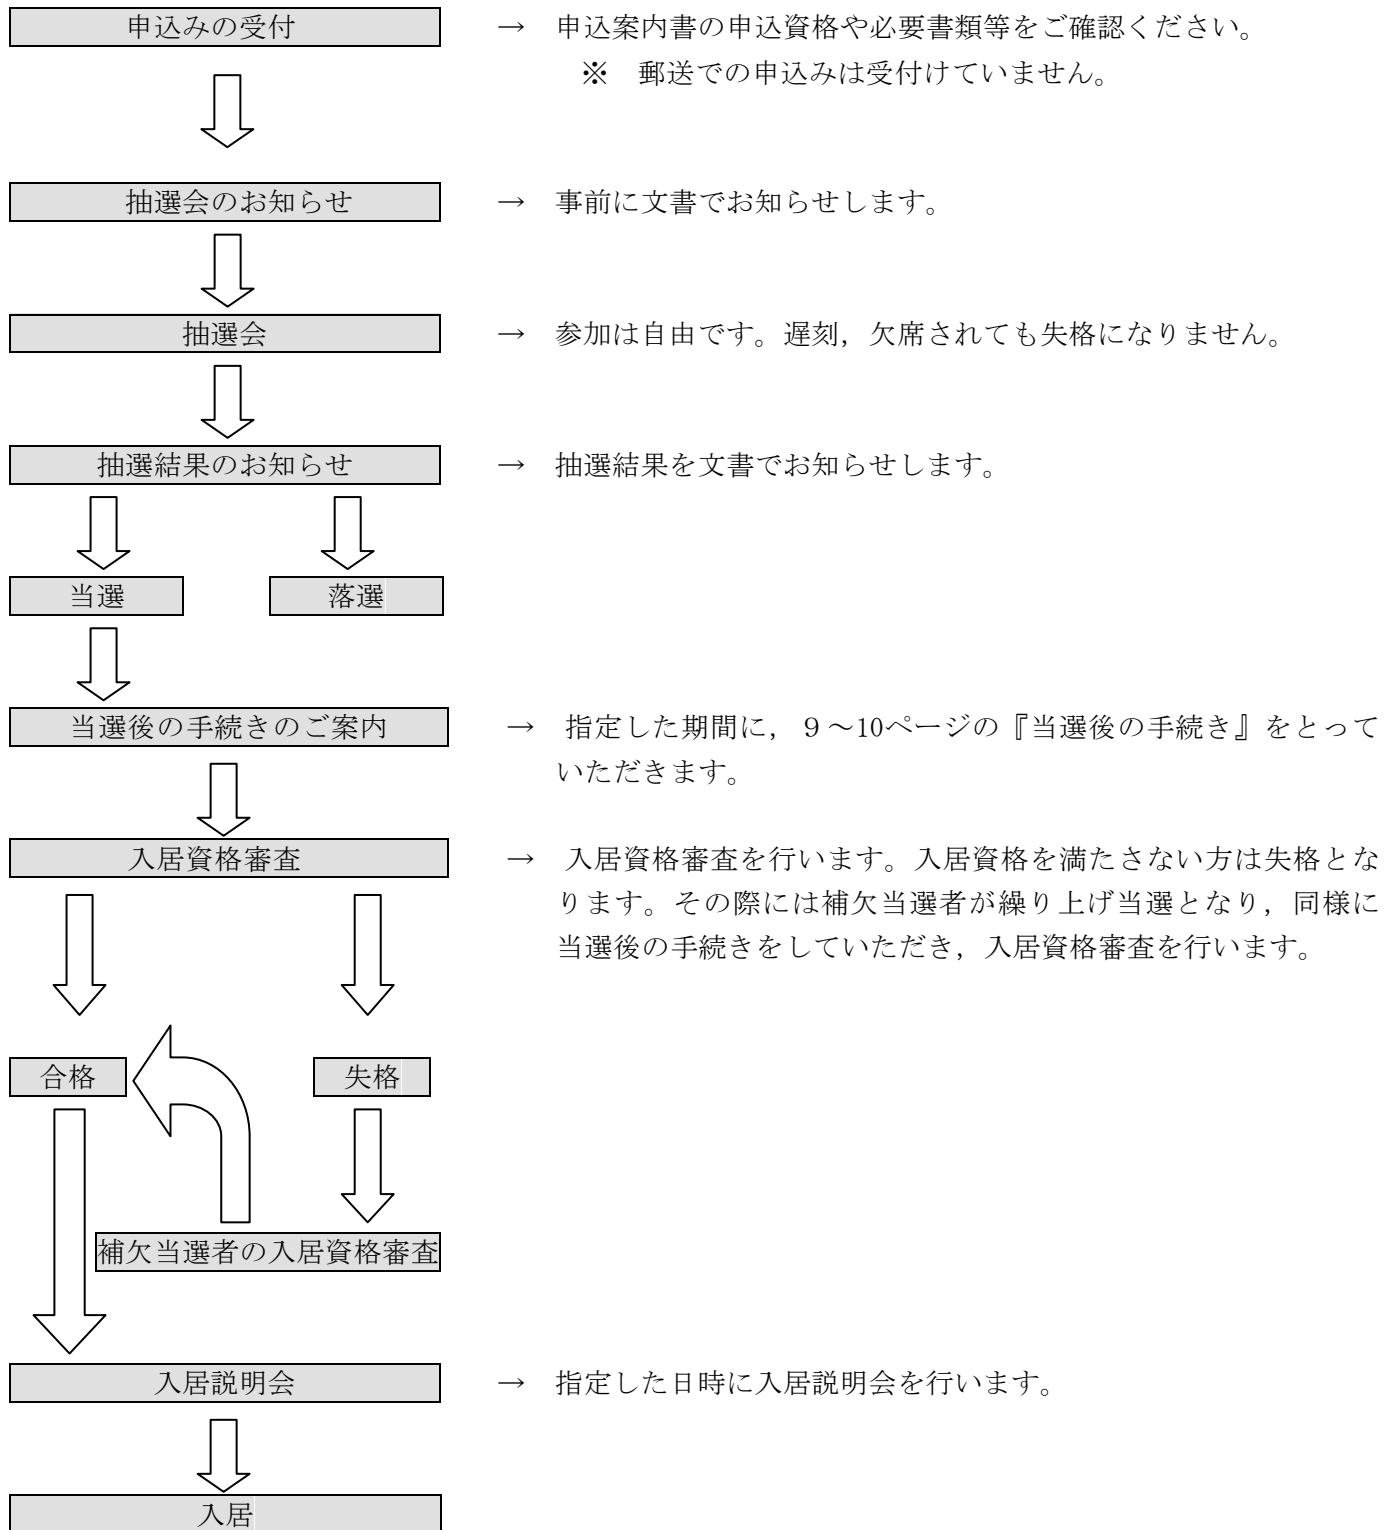 申込みの受付 → 申込案内書の申込資格や必要書類等をご確認ください。
※ 郵送での申込みは受付けていません。
抽選会のお知らせ → 事前に文書でお知らせします。
抽選会 → 参加は自由です。遅刻，欠席されても失格になりません。
抽選結果のお知らせ → 抽選結果を文書でお知らせします。
当選 落選
当選後の手続きのご案内 → 指定した期間に，９～10ページの『当選後の手続き』をとって
いただきます。
入居資格審査 → 入居資格審査を行います。入居資格を満たさない方は失格とな
ります。その際には補欠当選者が繰り上げ当選となり，同様に
当選後の手続きをしていただき，入居資格審査を行います。
合格 失格
補欠当選者の入居資格審査
入居説明会 → 指定した日時に入居説明会を行います。
入居